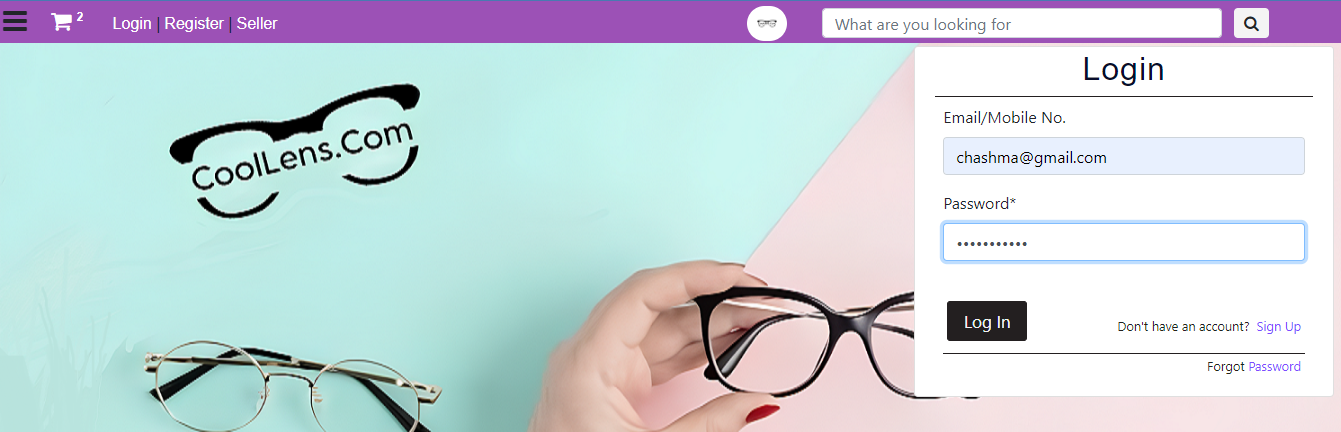 2
Login | Register | Seller
What are you looking for
CoolLens.Com
Login
Email/Mobile No.
chashma@gmail.com
Password*
•••••••••••
Log In
Don't have an account? Sign Up
Forgot Password